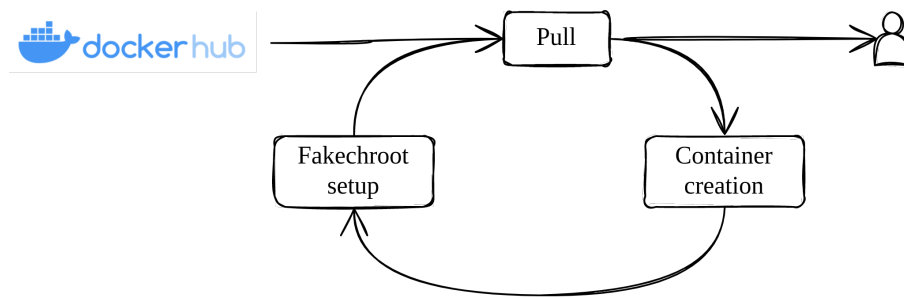 dockerhub
Pull
Fakechroot
setup
Container
creation